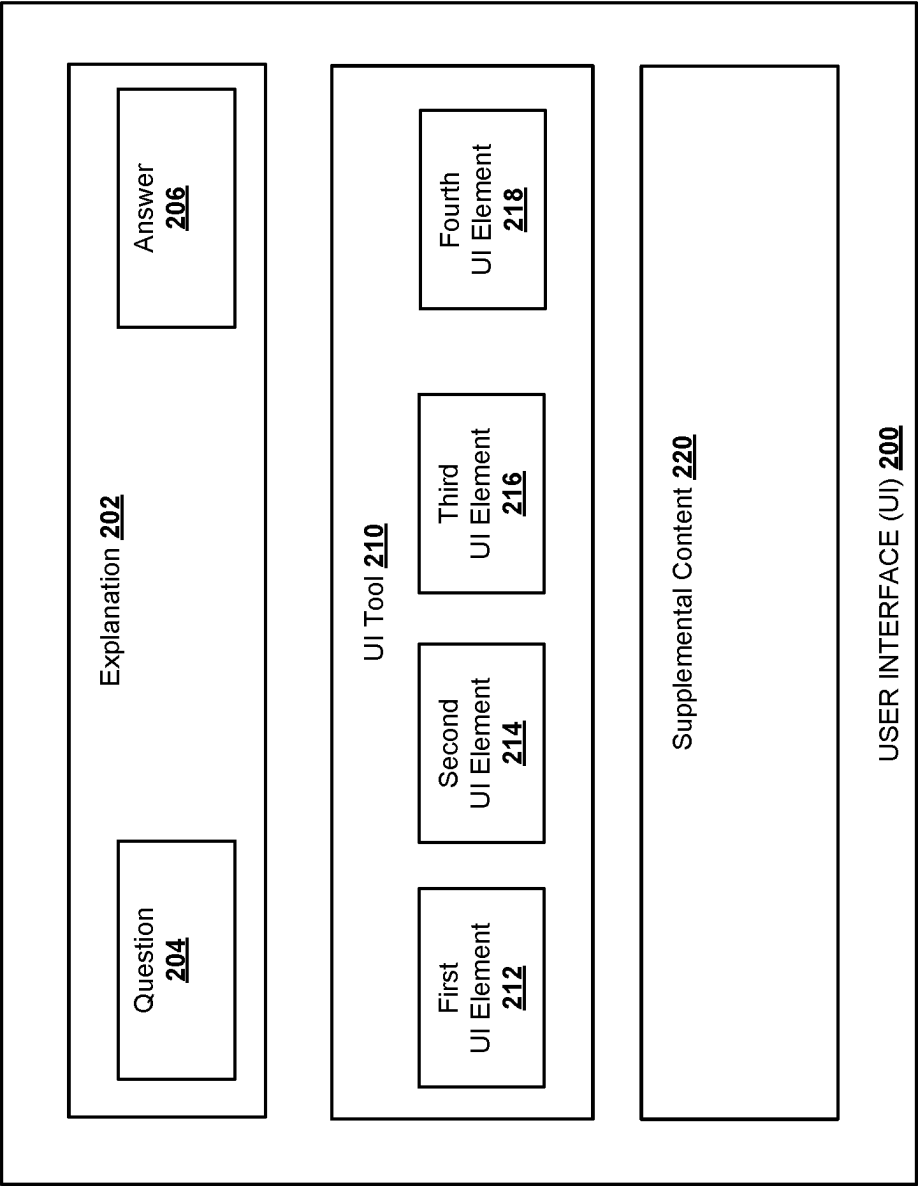 Explanation 202
Question
204
Answer
206
UI Tool 210
First
UI Element
212
Second
UI Element
214
Third
UI Element
216
Fourth
UI Element
218
Supplemental Content 220
USER INTERFACE (UI) 200